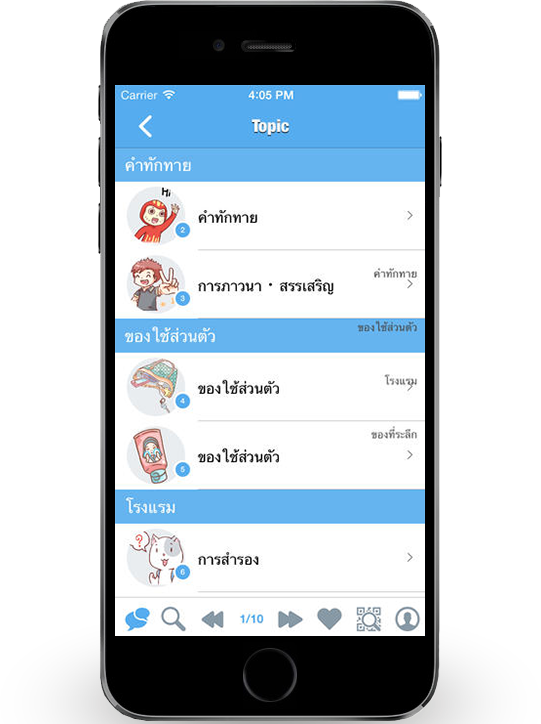 Carrier 4:05 PM
Topic
คำทักทาย
HI
2
คำทักทาย
3
การภาวนา・สรรเสริญ
คำทักทาย
ของใช้ส่วนตัว
ของใช้ส่วนตัว
4
ของใช้ส่วนตัว
โรงแรม
5
ของใช้ส่วนตัว
ของที่ระลึก
โรงแรม
?
6
การสำรอง
1/10